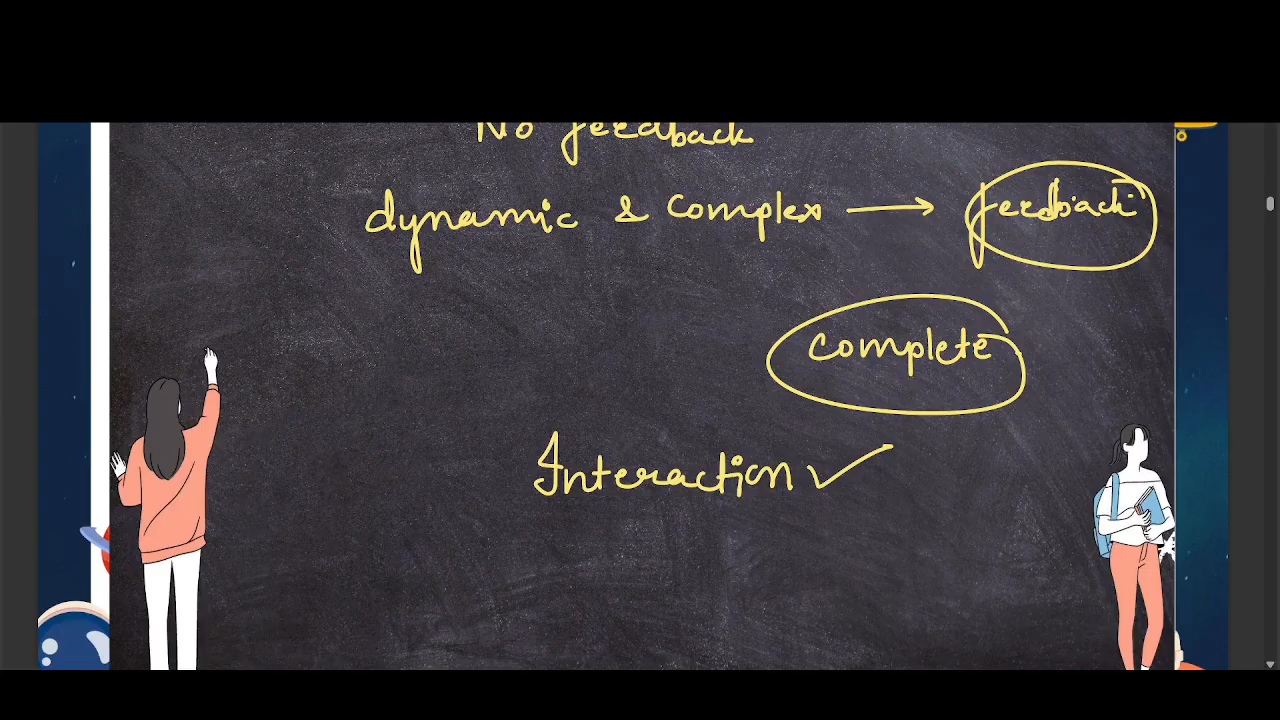 No feedback
dynamic & complex → feedback
complete
Interaction ✓